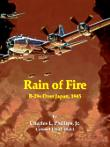 Rain of Fire
B-29s Over Japan, 1945
Charles L. Phillips, Jr.